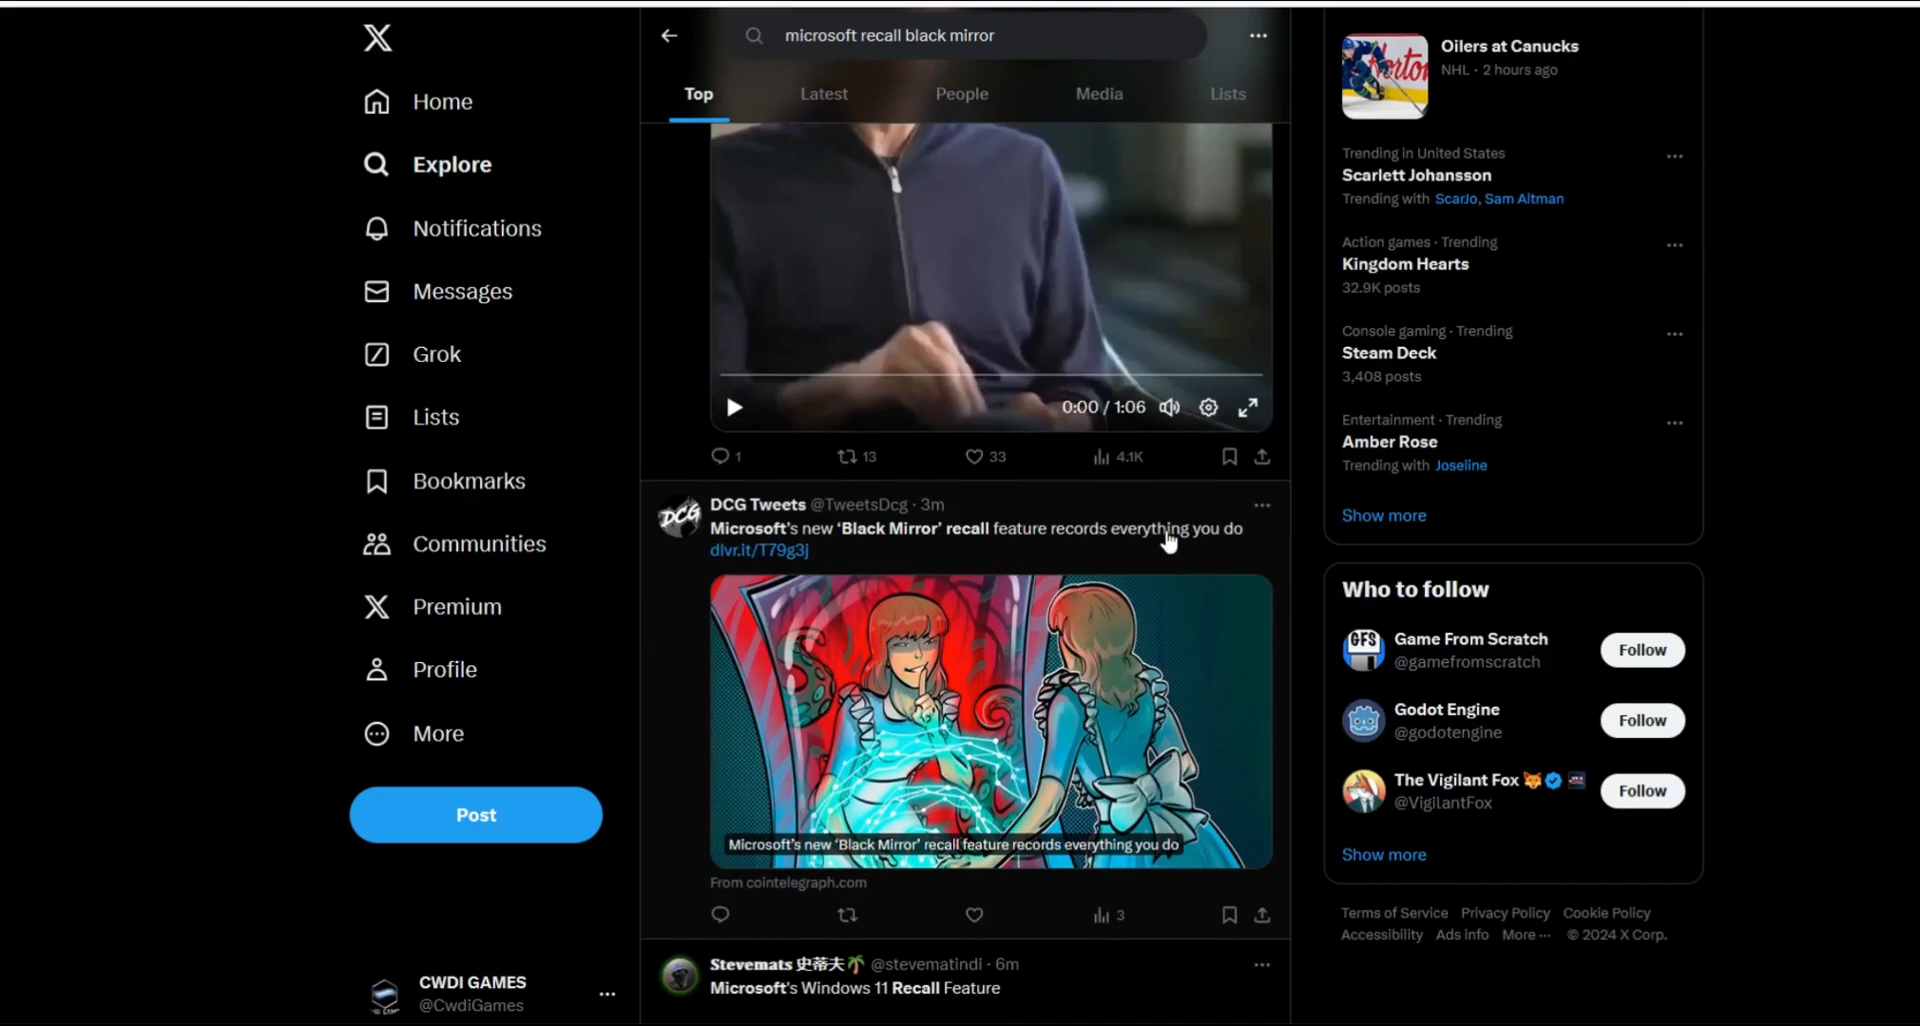 Home
Explore
Notifications
Messages
Grok
Lists
Bookmarks
Communities
Premium
Profile
More
Post
CWDI GAMES
@CwdiGames
microsoft recall black mirror
Top Latest People Media Lists
0:00 / 1:06
1 13 33 4.1K
DCG
DCG Tweets @TweetsDcg · 3m
Microsoft's new 'Black Mirror' recall feature records everything you do
dlvr.it/T79g3j
Microsoft's new 'Black Mirror' recall feature records everything you do
From cointelegraph.com
3
Stevemats 史蒂夫🌴 @stevematindi · 6m
Microsoft's Windows 11 Recall Feature
Oilers at Canucks
NHL · 2 hours ago
Trending in United States
Scarlett Johansson
Trending with ScarJo, Sam Altman
Action games · Trending
Kingdom Hearts
32.9K posts
Console gaming · Trending
Steam Deck
3,408 posts
Entertainment · Trending
Amber Rose
Trending with Joseline
Show more
Who to follow
GFS
Game From Scratch
@gamefromscratch
Follow
Godot Engine
@godotengine
Follow
The Vigilant Fox 🦊
@VigilantFox
Follow
Show more
Terms of Service Privacy Policy Cookie Policy
Accessibility Ads info More ··· © 2024 X Corp.